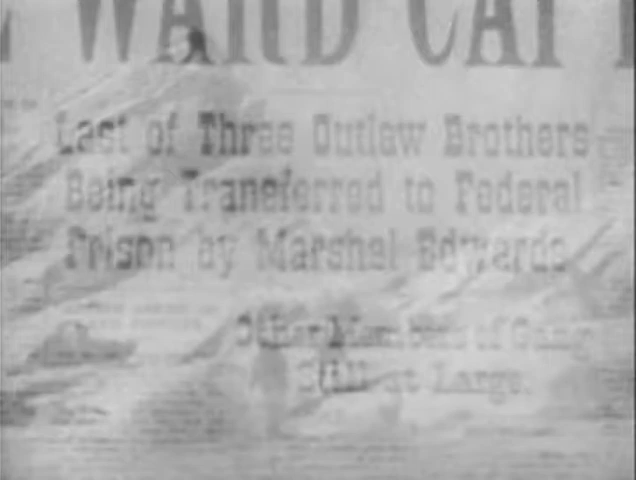 WARD CAPT
Last of Three Outlaw Brothers
Being Transferred to Federal
Prison by Marshal Edwards
Other Members of Gang
Still at Large.